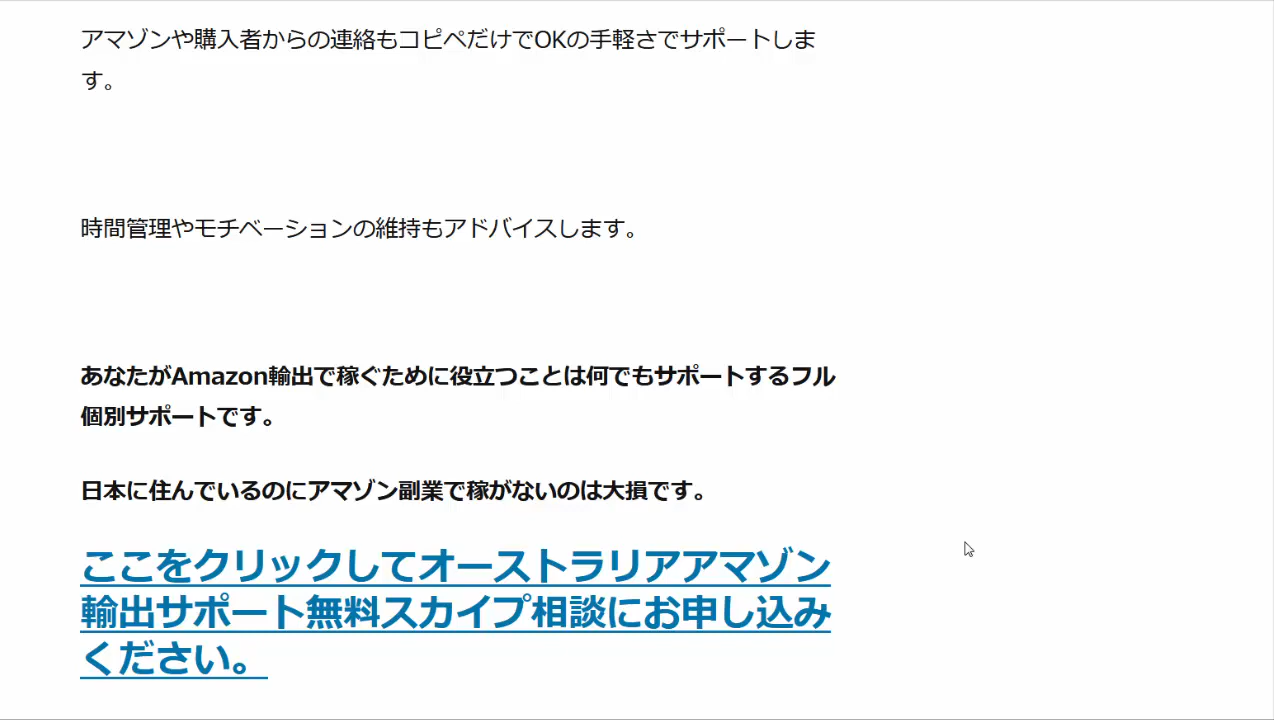 アマゾンや購入者からの連絡もコピペだけでOKの手軽さでサポートしま
す。
時間管理やモチベーションの維持もアドバイスします。
あなたがAmazon輸出で稼ぐために役立つことは何でもサポートするフル
個別サポートです。
日本に住んでいるのにアマゾン副業で稼がないのは大損です。
ここをクリックしてオーストラリアアマゾン
輸出サポート無料スカイプ相談にお申し込み
ください。